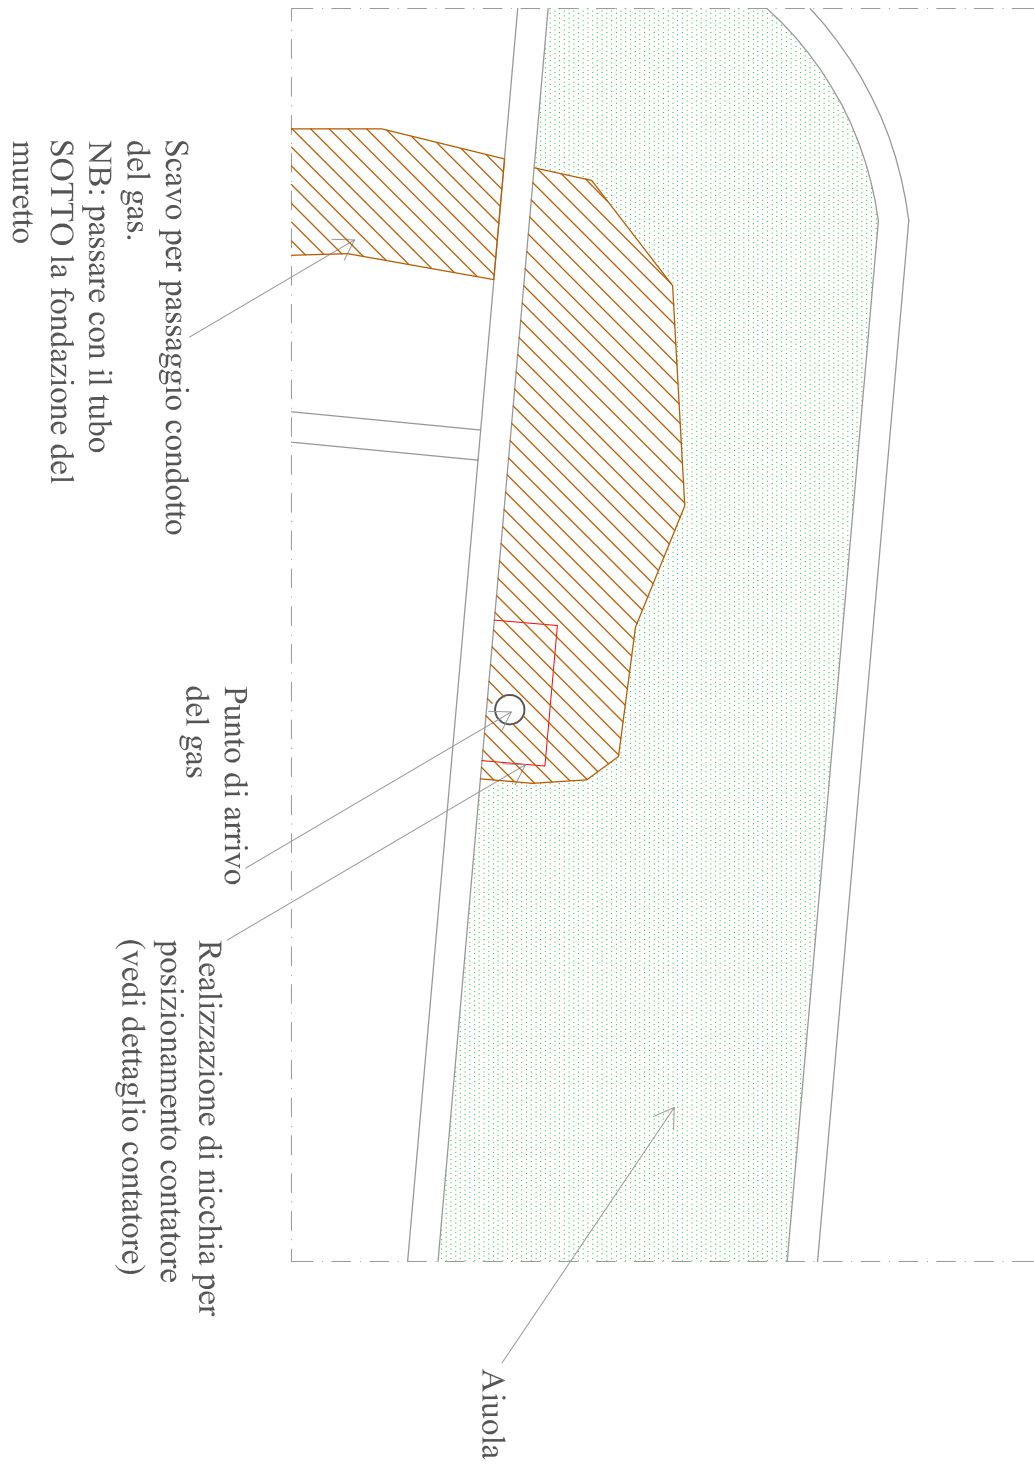 Scavo per passaggio condotto
del gas.
NB: passare con il tubo
SOTTO la fondazione del
muretto
Punto di arrivo
del gas
Realizzazione di nicchia per
posizionamento contatore
(vedi dettaglio contatore)
Aiuola